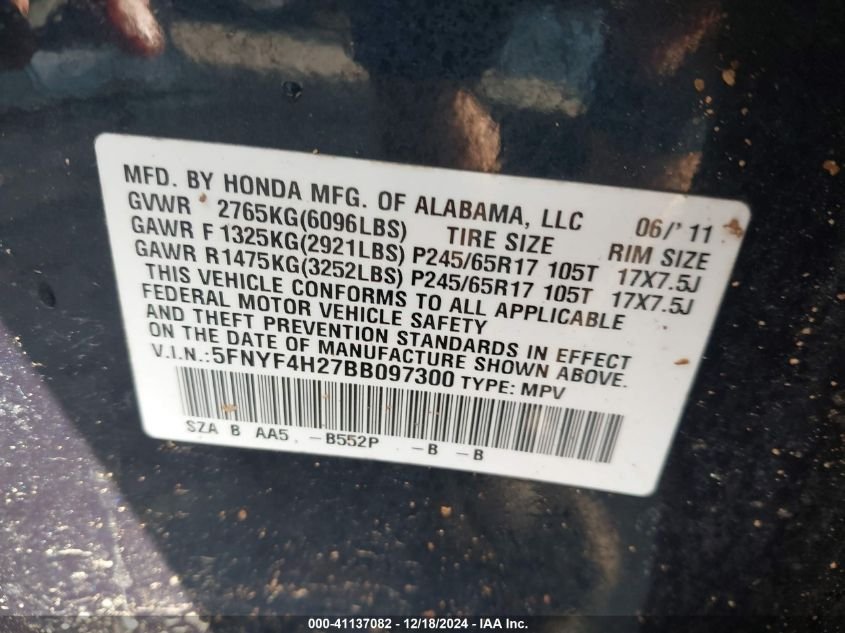 MFD. BY HONDA MFG. OF ALABAMA, LLC 06/' 11
GVWR 2765KG(6096LBS) TIRE SIZE RIM SIZE
GAWR F 1325KG(2921LBS) P245/65R17 105T 17X7.5J
GAWR R 1475KG(3252LBS) P245/65R17 105T 17X7.5J
THIS VEHICLE CONFORMS TO ALL APPLICABLE
FEDERAL MOTOR VEHICLE SAFETY
AND THEFT PREVENTION STANDARDS IN EFFECT
ON THE DATE OF MANUFACTURE SHOWN ABOVE.
V.I.N.:5FNYF4H27BB097300 TYPE: MPV
SZA B AA5 -B552P -B -B
000-41137082 - 12/18/2024 - IAA Inc.